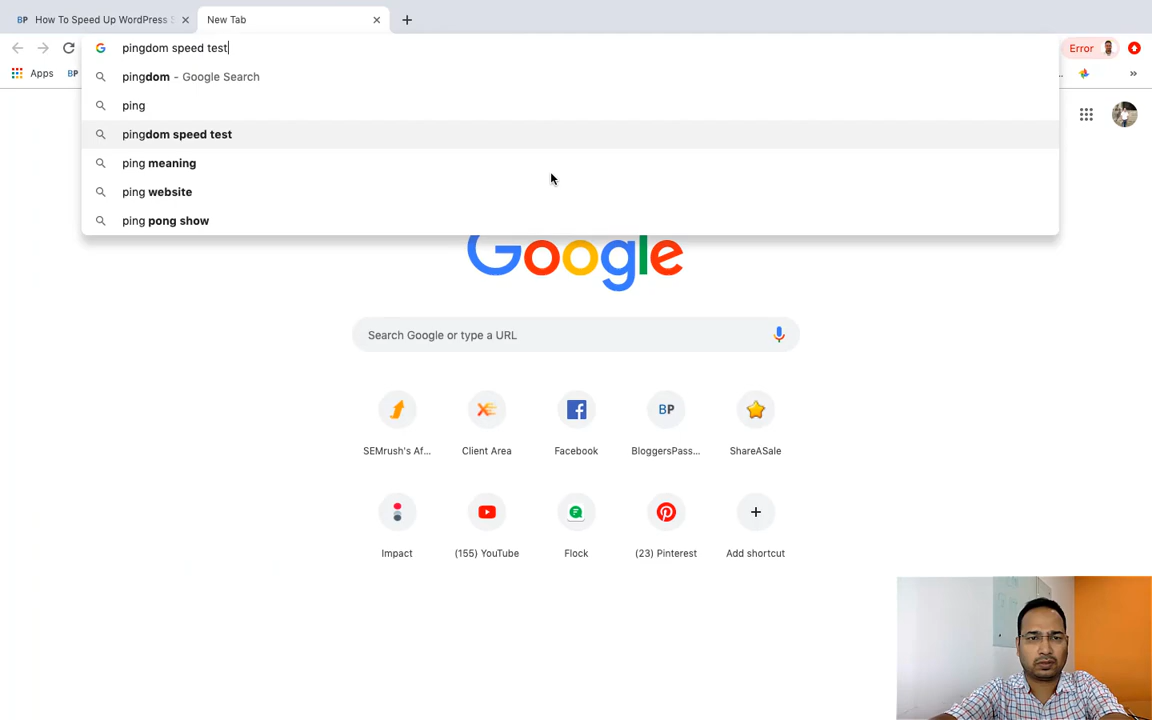 BP How To Speed Up WordPress S
New Tab
pingdom speed test
Error
Apps
BP
pingdom - Google Search
ping
pingdom speed test
ping meaning
ping website
ping pong show
Google
Search Google or type a URL
SEMrush's Af...
Client Area
Facebook
BP
BloggersPass...
ShareASale
Impact
(155) YouTube
Flock
(23) Pinterest
Add shortcut